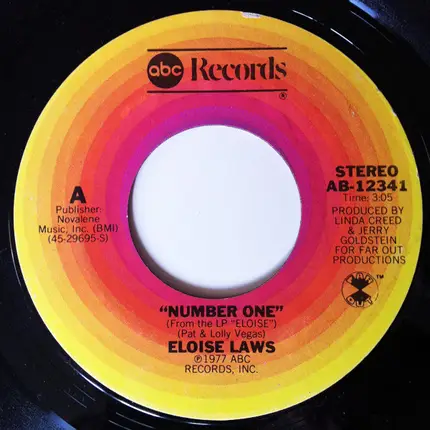 abc Records
®
A
Publisher:
Novalene
Music, Inc. (BMI)
(45-29695-S)
STEREO
AB-12341
Time: 3:05
PRODUCED BY
LINDA CREED
& JERRY
GOLDSTEIN
FOR FAR OUT
PRODUCTIONS
TM
"NUMBER ONE"
(From the LP "ELOISE")
(Pat & Lolly Vegas)
ELOISE LAWS
℗1977 ABC
RECORDS, INC.